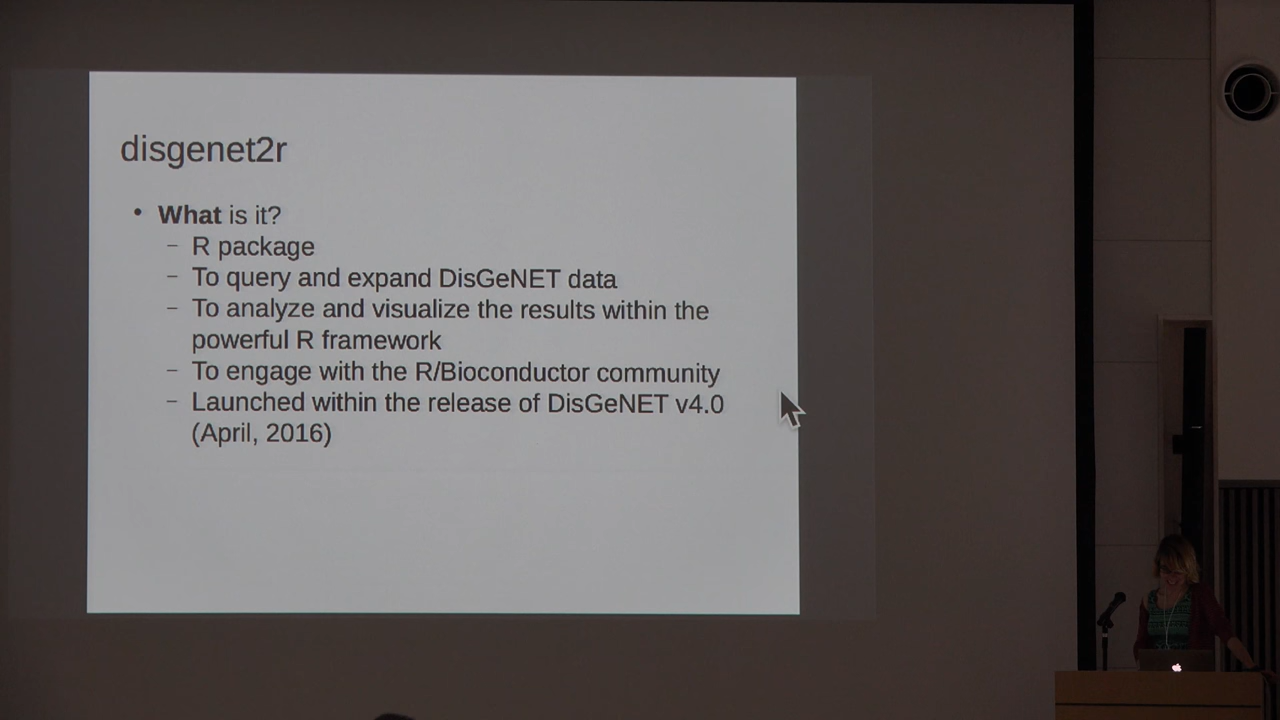 disgenet2r
• What is it?
– R package
– To query and expand DisGeNET data
– To analyze and visualize the results within the
powerful R framework
– To engage with the R/Bioconductor community
– Launched within the release of DisGeNET v4.0
(April, 2016)